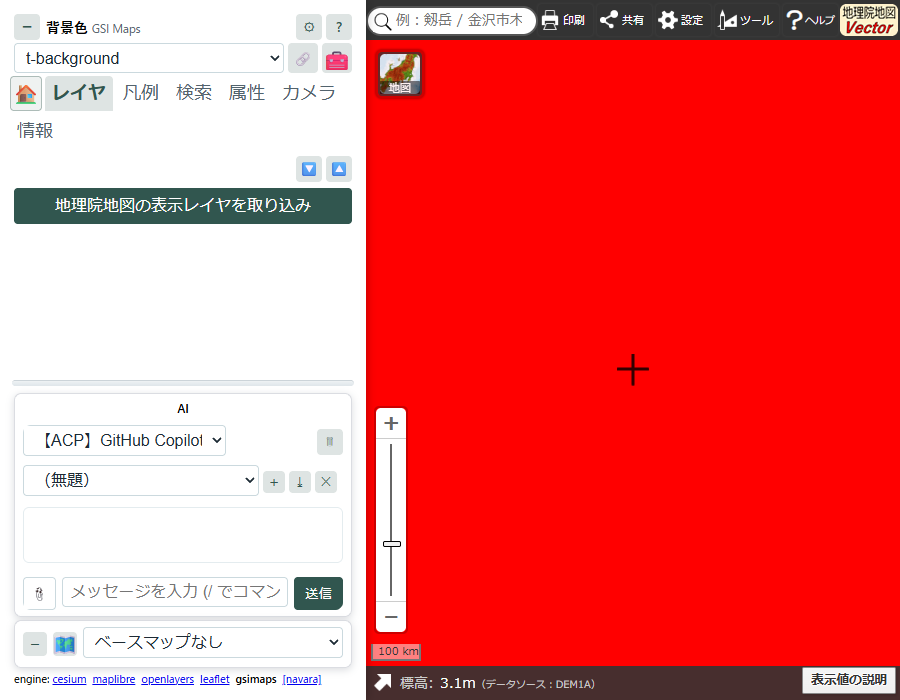 背景色 GSI Maps
?
t-background
レイヤ 凡例 検索 属性 カメラ
情報
地理院地図の表示レイヤを取り込み
AI
【ACP】GitHub Copilot
（無題）
+
メッセージを入力 (/ でコマン
送信
ベースマップなし
engine: cesium maplibre openlayers leaflet gsimaps [navara]
例：剱岳 / 金沢市木
印刷
共有
設定
ツール
?ヘルプ
地理院地図
Vector
地図
+
−
100 km
標高: 3.1m（データソース：DEM1A）
表示値の説明